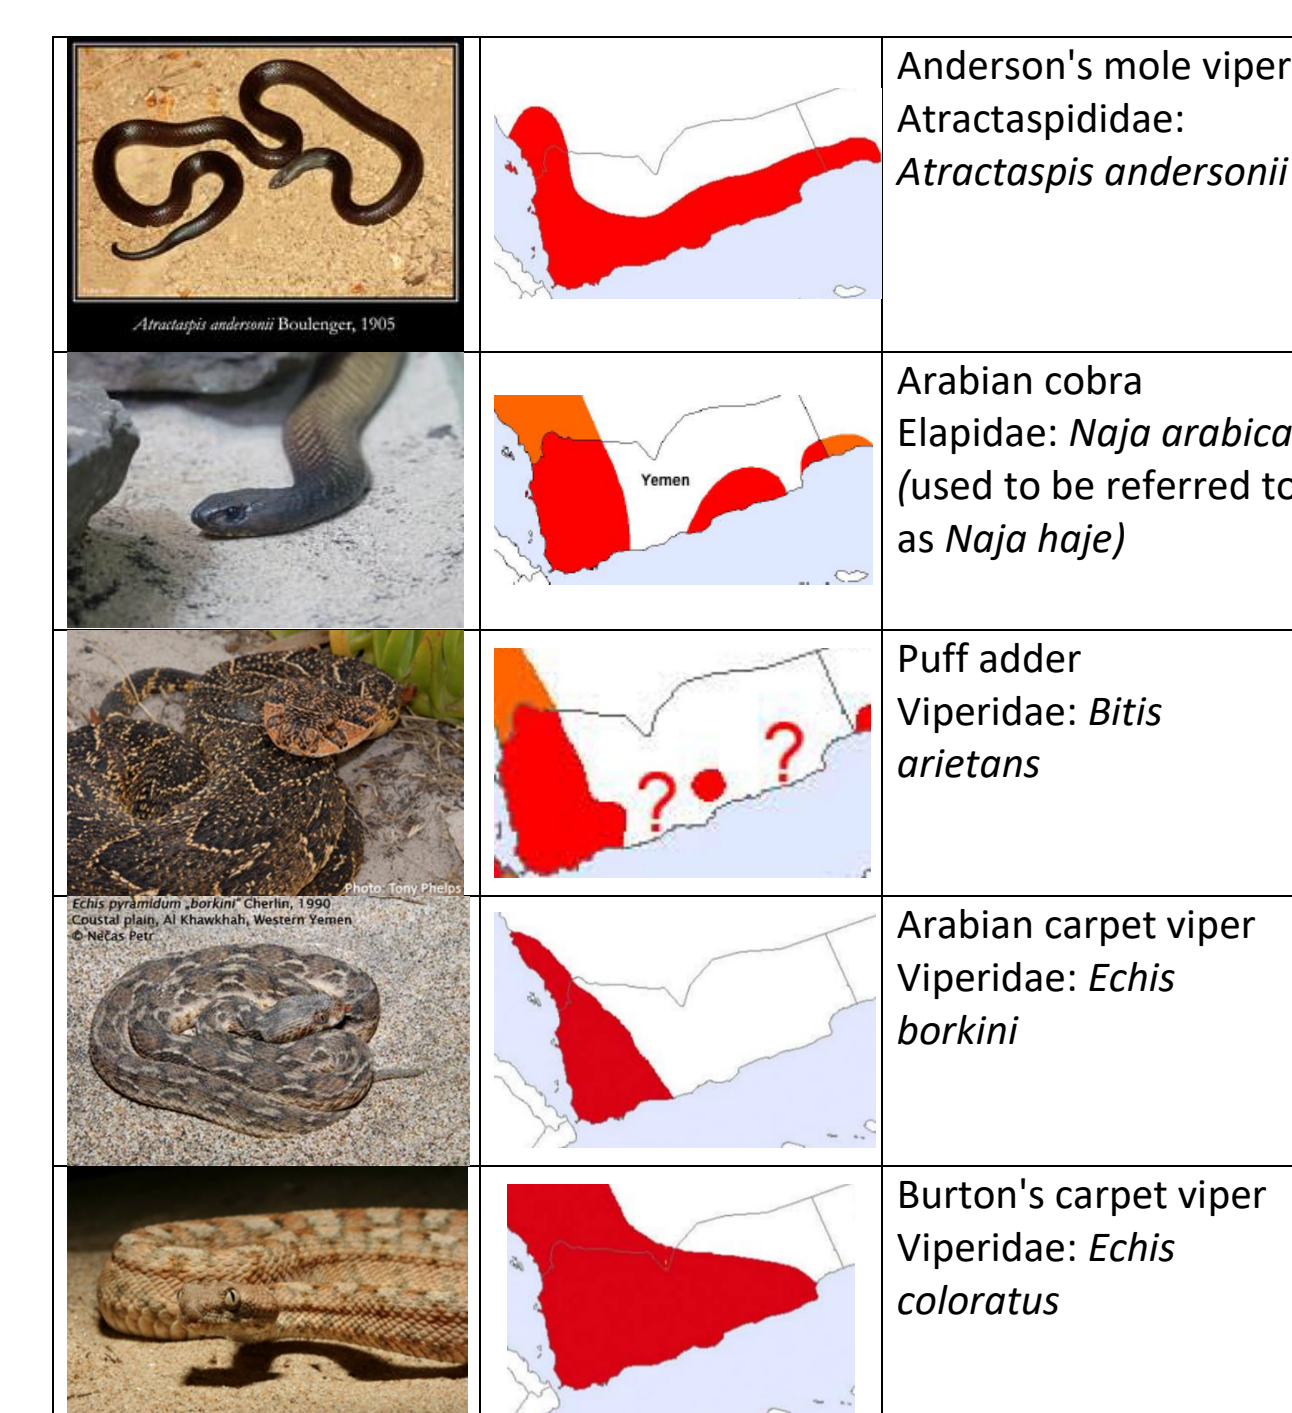 Anderson's mole viper
Atractaspididae:
Atractaspis andersonii
Atractaspis andersonii Boulenger, 1905
Arabian cobra
Elapidae: Naja arabica
(used to be referred to
as Naja haje)
Yemen
Puff adder
Viperidae: Bitis
arietans
? ?
Photo: Tony Phelps
Echis pyramidum „borkini" Cherlin, 1990
Coustal plain, Al Khawkhah, Western Yemen
© Nečas Petr
Arabian carpet viper
Viperidae: Echis
borkini
Burton's carpet viper
Viperidae: Echis
coloratus